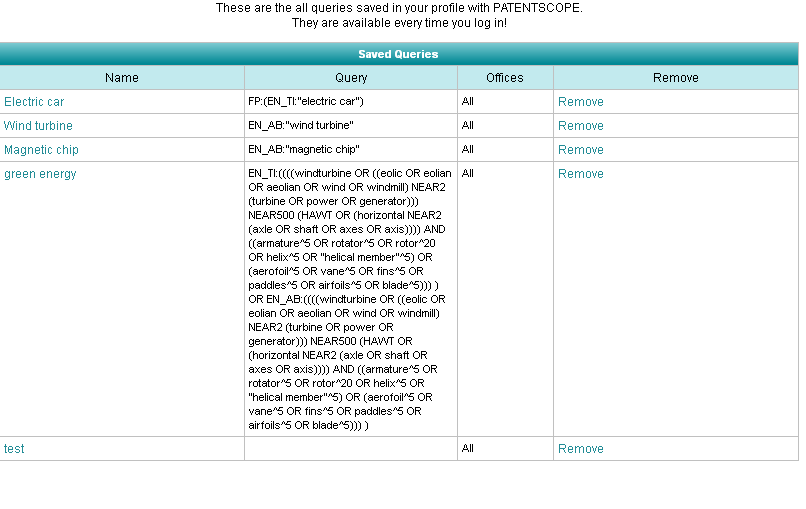 These are the all queries saved in your profile with PATENTSCOPE.
They are available every time you log in!
Saved Queries
Name Query Offices Remove
Electric car FP:(EN_TI:"electric car") All Remove
Wind turbine EN_AB:"wind turbine" All Remove
Magnetic chip EN_AB:"magnetic chip" All Remove
green energy EN_TI:((((windturbine OR ((eolic OR eolian All Remove
OR aeolian OR wind OR windmill) NEAR2
(turbine OR power OR generator)))
NEAR500 (HAWT OR (horizontal NEAR2
(axle OR shaft OR axes OR axis)))) AND
((armature^5 OR rotator^5 OR rotor^20
OR helix^5 OR "helical member"^5) OR
(aerofoil^5 OR vane^5 OR fins^5 OR
paddles^5 OR airfoils^5 OR blade^5))) )
OR EN_AB:((((windturbine OR ((eolic OR
eolian OR aeolian OR wind OR windmill)
NEAR2 (turbine OR power OR
generator))) NEAR500 (HAWT OR
(horizontal NEAR2 (axle OR shaft OR
axes OR axis)))) AND ((armature^5 OR
rotator^5 OR rotor^20 OR helix^5 OR
"helical member"^5) OR (aerofoil^5 OR
vane^5 OR fins^5 OR paddles^5 OR
airfoils^5 OR blade^5))) )
test All Remove